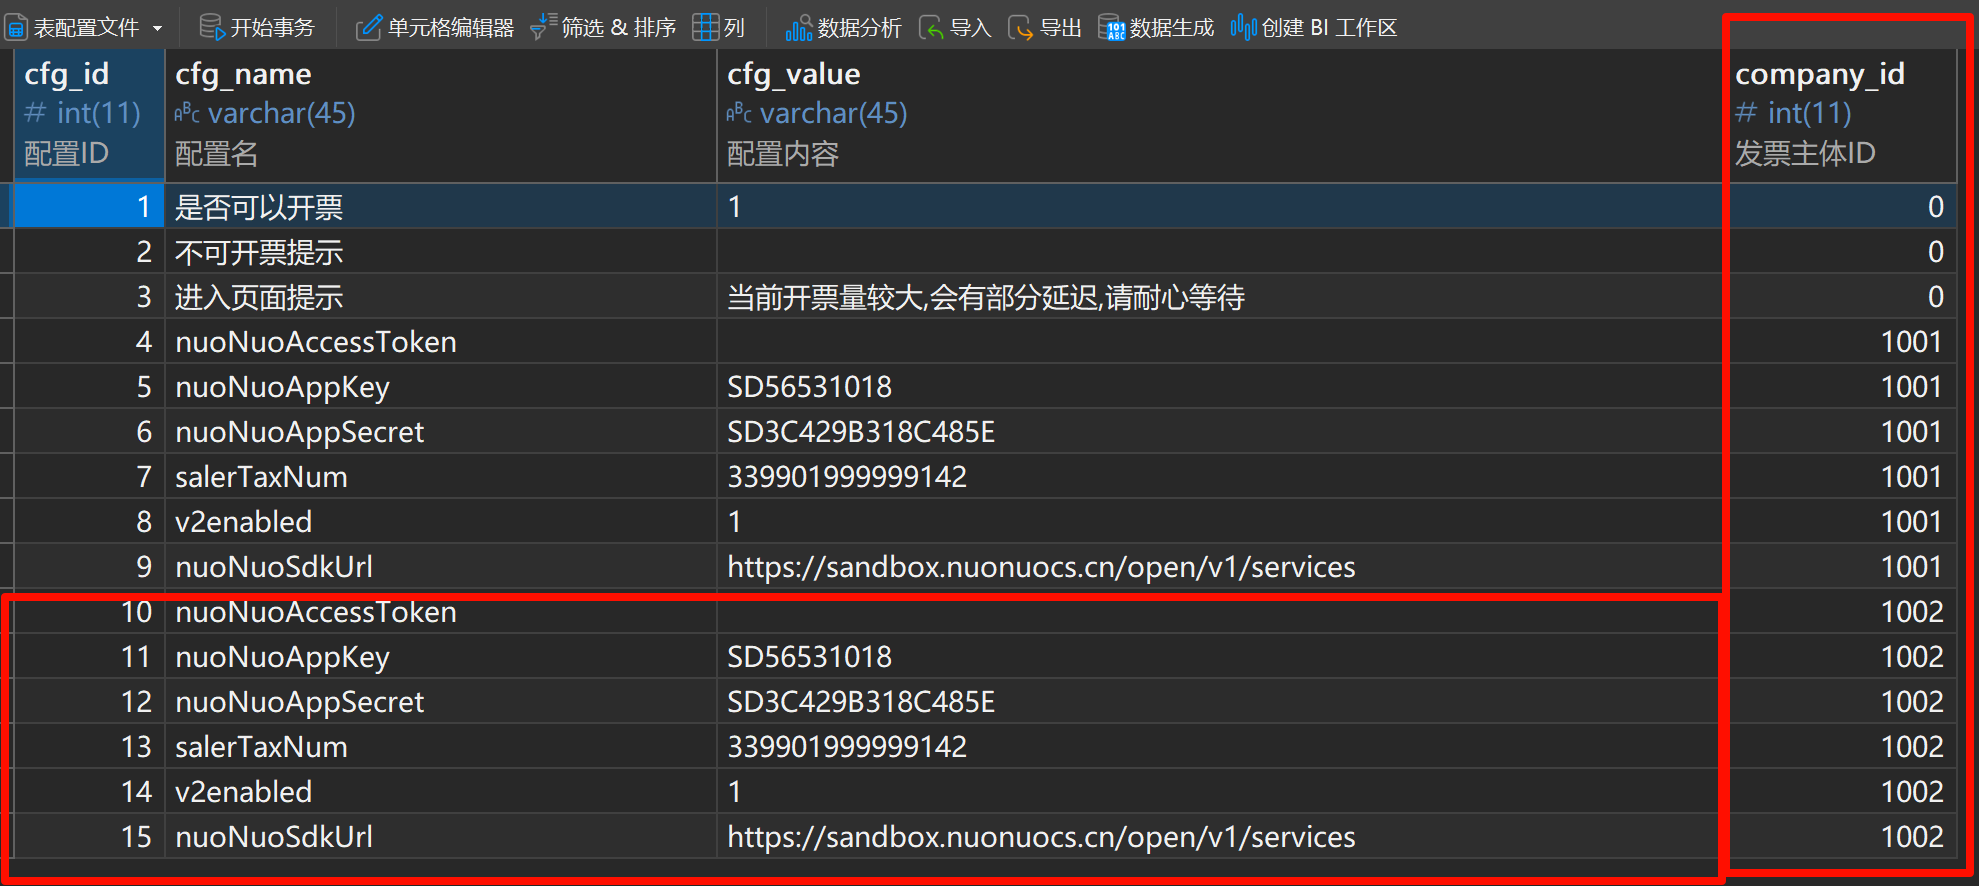 表配置文件 开始事务 单元格编辑器 筛选 & 排序 列 数据分析 导入 导出 数据生成 创建 BI 工作区
cfg_id cfg_name cfg_value company_id
# int(11) ABc varchar(45) ABc varchar(45) # int(11)
配置ID 配置名 配置内容 发票主体ID
1 是否可以开票 1 0
2 不可开票提示 0
3 进入页面提示 当前开票量较大,会有部分延迟,请耐心等待 0
4 nuoNuoAccessToken 1001
5 nuoNuoAppKey SD56531018 1001
6 nuoNuoAppSecret SD3C429B318C485E 1001
7 salerTaxNum 339901999999142 1001
8 v2enabled 1 1001
9 nuoNuoSdkUrl https://sandbox.nuonuocs.cn/open/v1/services 1001
10 nuoNuoAccessToken 1002
11 nuoNuoAppKey SD56531018 1002
12 nuoNuoAppSecret SD3C429B318C485E 1002
13 salerTaxNum 339901999999142 1002
14 v2enabled 1 1002
15 nuoNuoSdkUrl https://sandbox.nuonuocs.cn/open/v1/services 1002